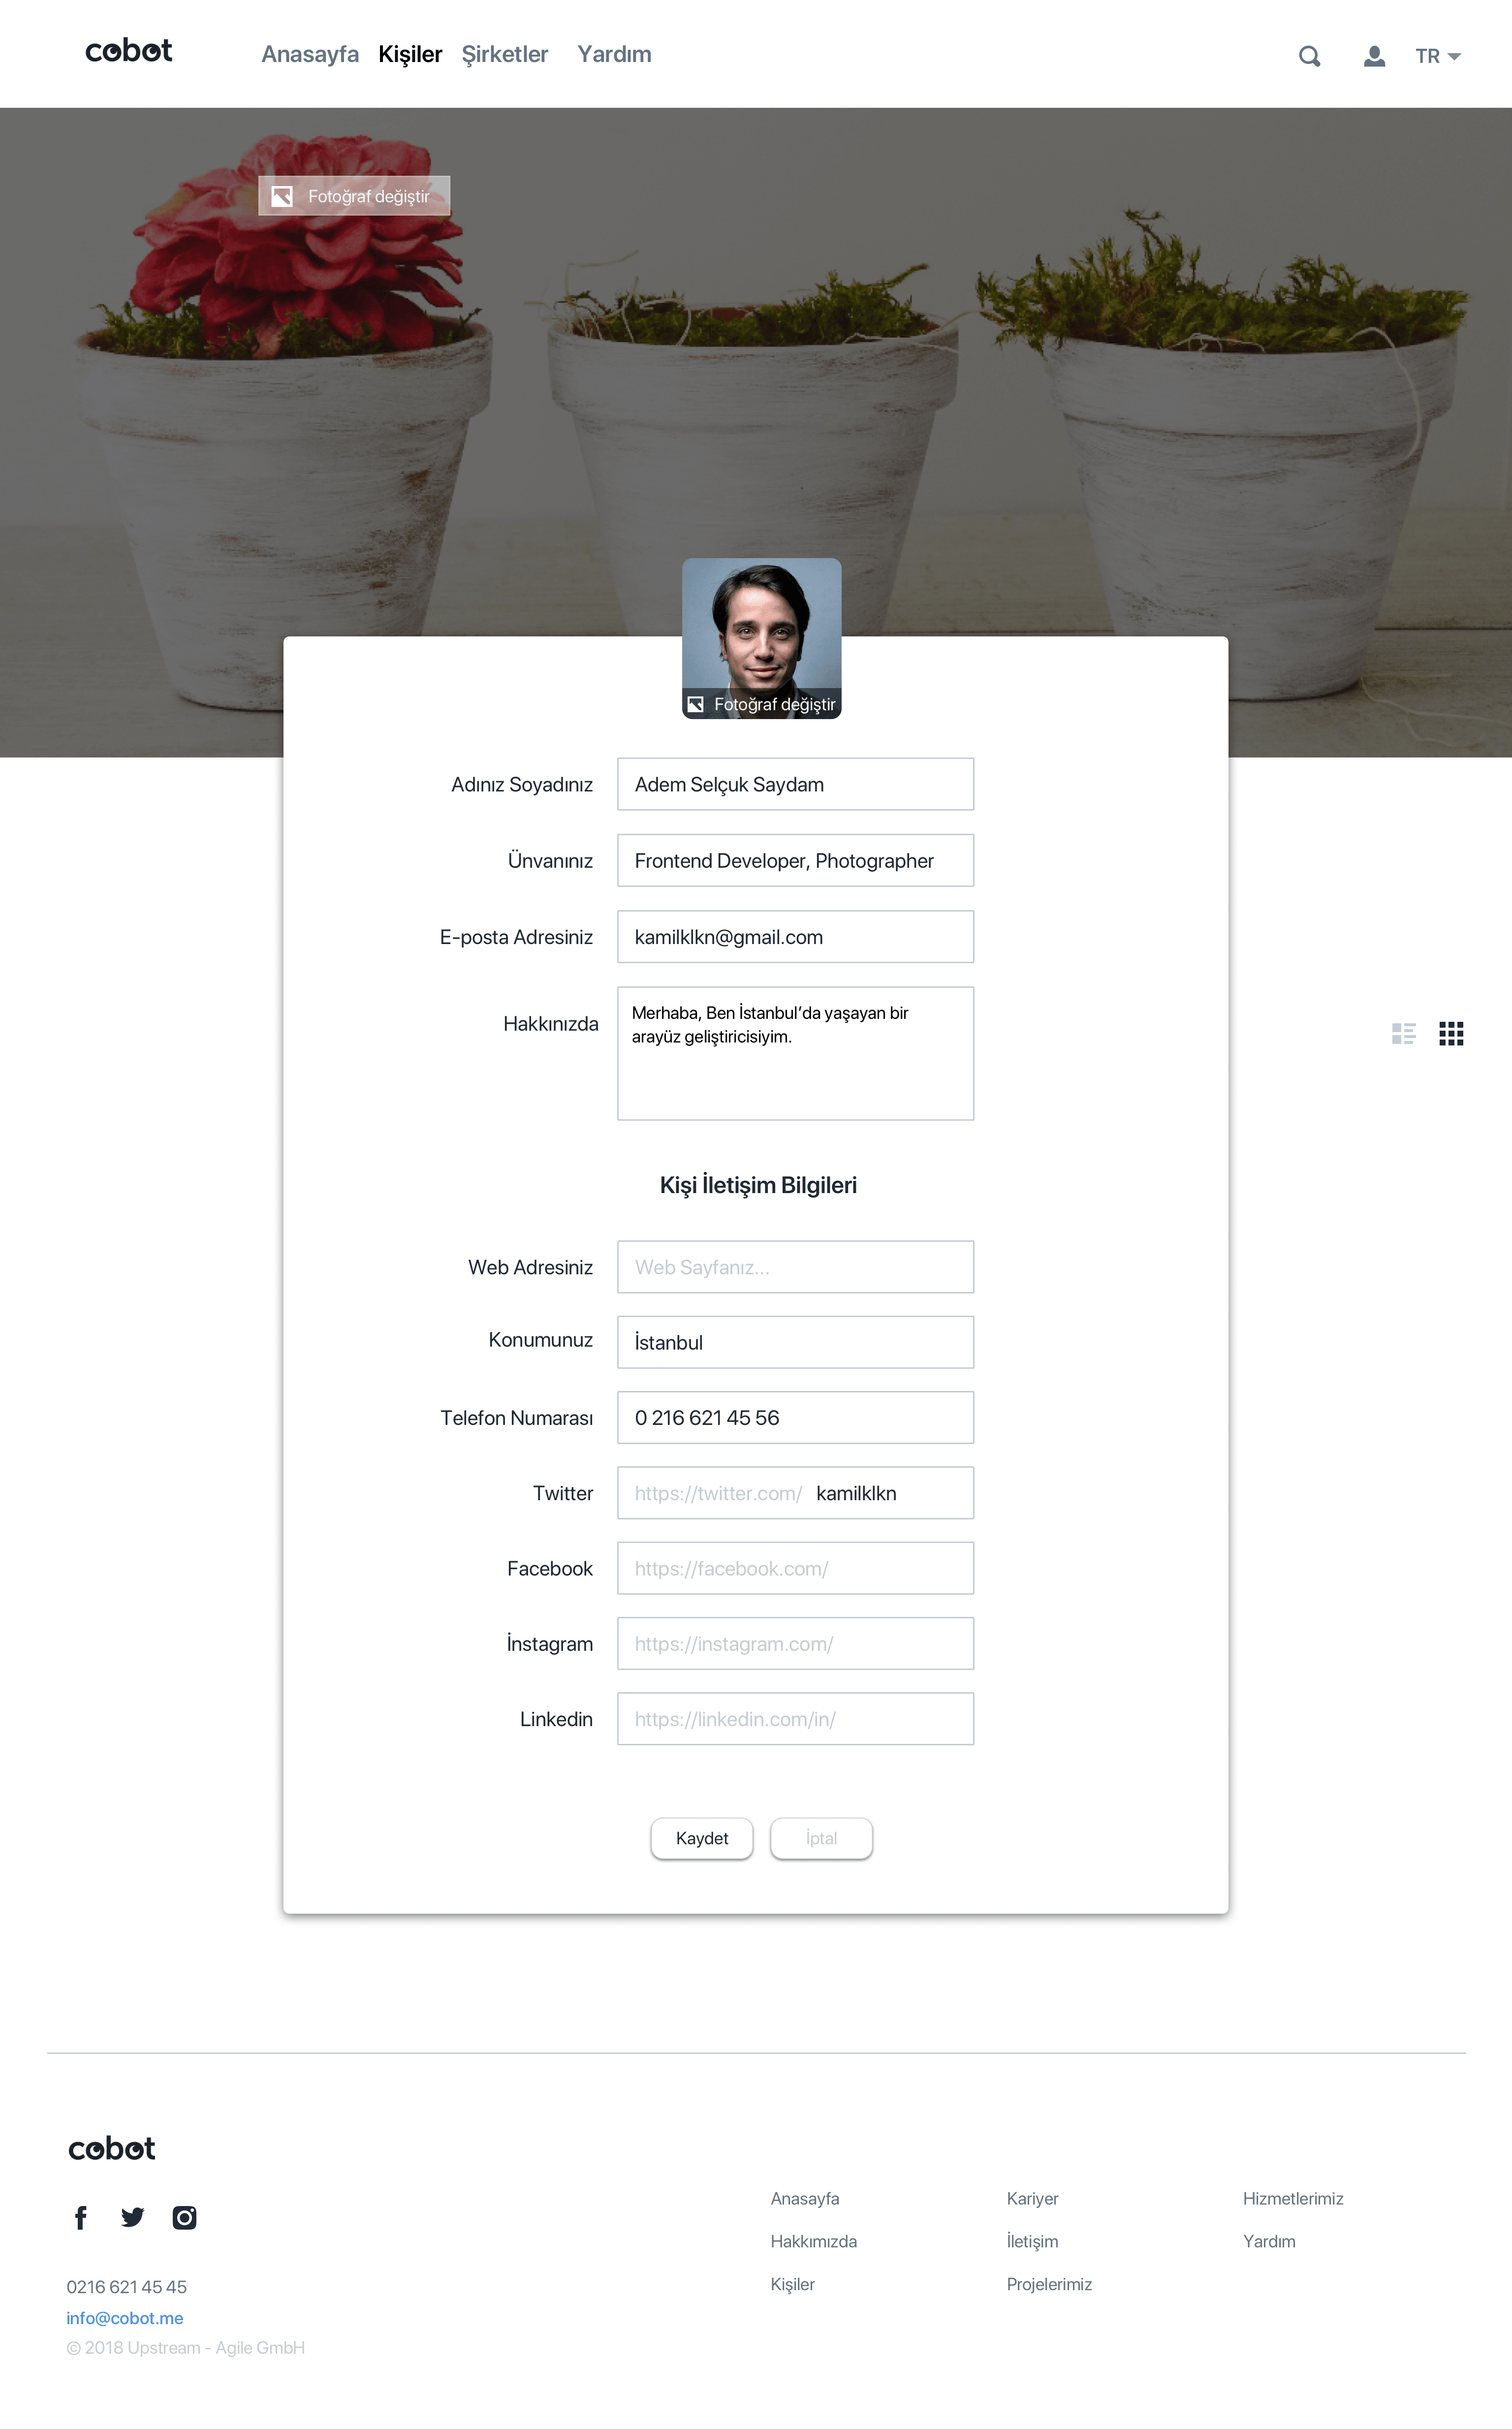 cobot
Anasayfa Kişiler Şirketler Yardım
TR
Fotoğraf değiştir
Fotoğraf değiştir
Adınız Soyadınız Adem Selçuk Saydam
Ünvanınız Frontend Developer, Photographer
E-posta Adresiniz kamilklkn@gmail.com
Hakkınızda Merhaba, Ben İstanbul’da yaşayan bir
arayüz geliştiricisiyim.
Kişi İletişim Bilgileri
Web Adresiniz Web Sayfanız...
Konumunuz İstanbul
Telefon Numarası 0 216 621 45 56
Twitter https://twitter.com/ kamilklkn
Facebook https://facebook.com/
İnstagram https://instagram.com/
Linkedin https://linkedin.com/in/
Kaydet İptal
cobot
Anasayfa Kariyer Hizmetlerimiz
Hakkımızda İletişim Yardım
Kişiler Projelerimiz
0216 621 45 45
info@cobot.me
© 2018 Upstream - Agile GmbH